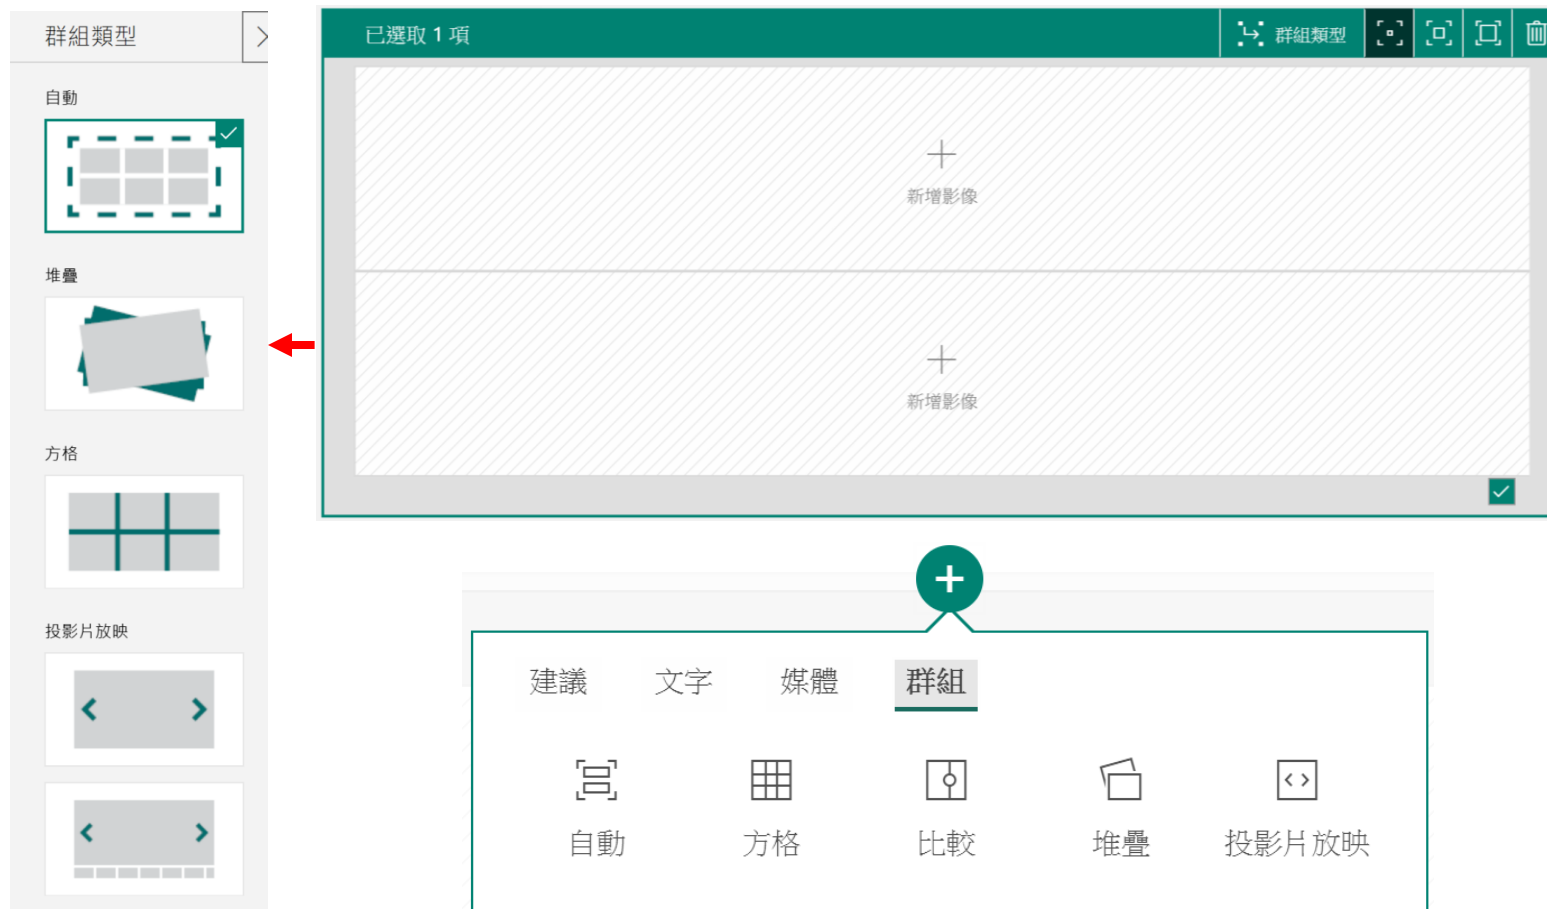 群組類型
自動
堆疊
方格
投影片放映
已選取 1 項
群組類型
新增影像
新增影像
建議 文字 媒體 群組
自動 方格 比較 堆疊 投影片放映